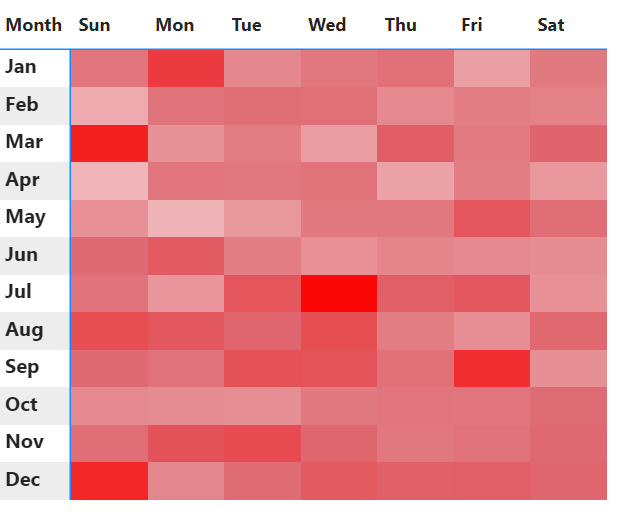 Month Sun Mon Tue Wed Thu Fri Sat
Jan
Feb
Mar
Apr
May
Jun
Jul
Aug
Sep
Oct
Nov
Dec